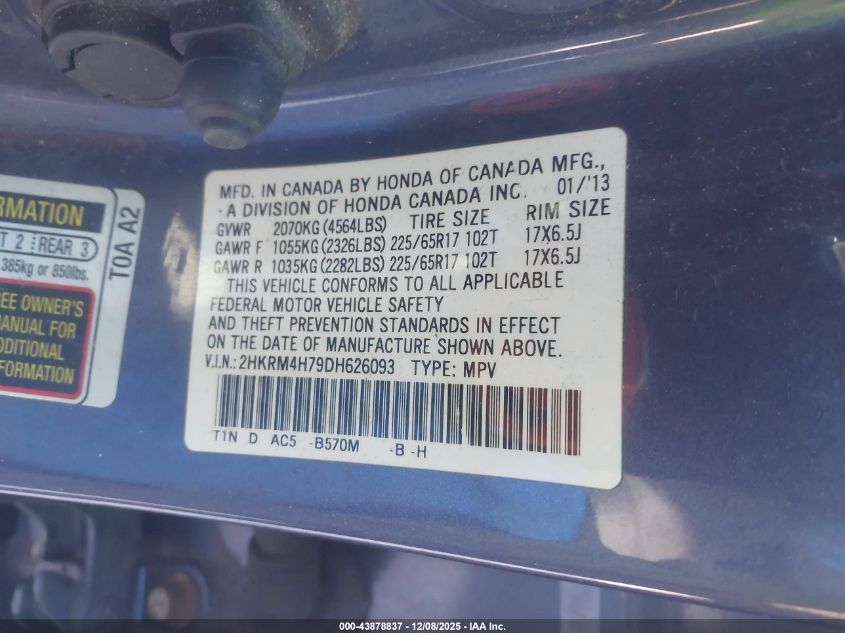 RMATION
T 2 REAR 3
385kg or 850lbs.
EE OWNER'S
MANUAL FOR
DDITIONAL
FORMATION
T0A A2
MFD. IN CANADA BY HONDA OF CANADA MFG.,
A DIVISION OF HONDA CANADA INC. 01/'13
GVWR 2070KG (4564LBS) TIRE SIZE RIM SIZE
GAWR F 1055KG (2326LBS) 225/65R17 102T 17X6.5J
GAWR R 1035KG (2282LBS) 225/65R17 102T 17X6.5J
THIS VEHICLE CONFORMS TO ALL APPLICABLE
FEDERAL MOTOR VEHICLE SAFETY
AND THEFT PREVENTION STANDARDS IN EFFECT
ON THE DATE OF MANUFACTURE SHOWN ABOVE.
V.I.N.: 2HKRM4H79DH626093 TYPE: MPV
T1N D AC5 -B570M -B -H
000-43878837 - 12/08/2025 - IAA Inc.